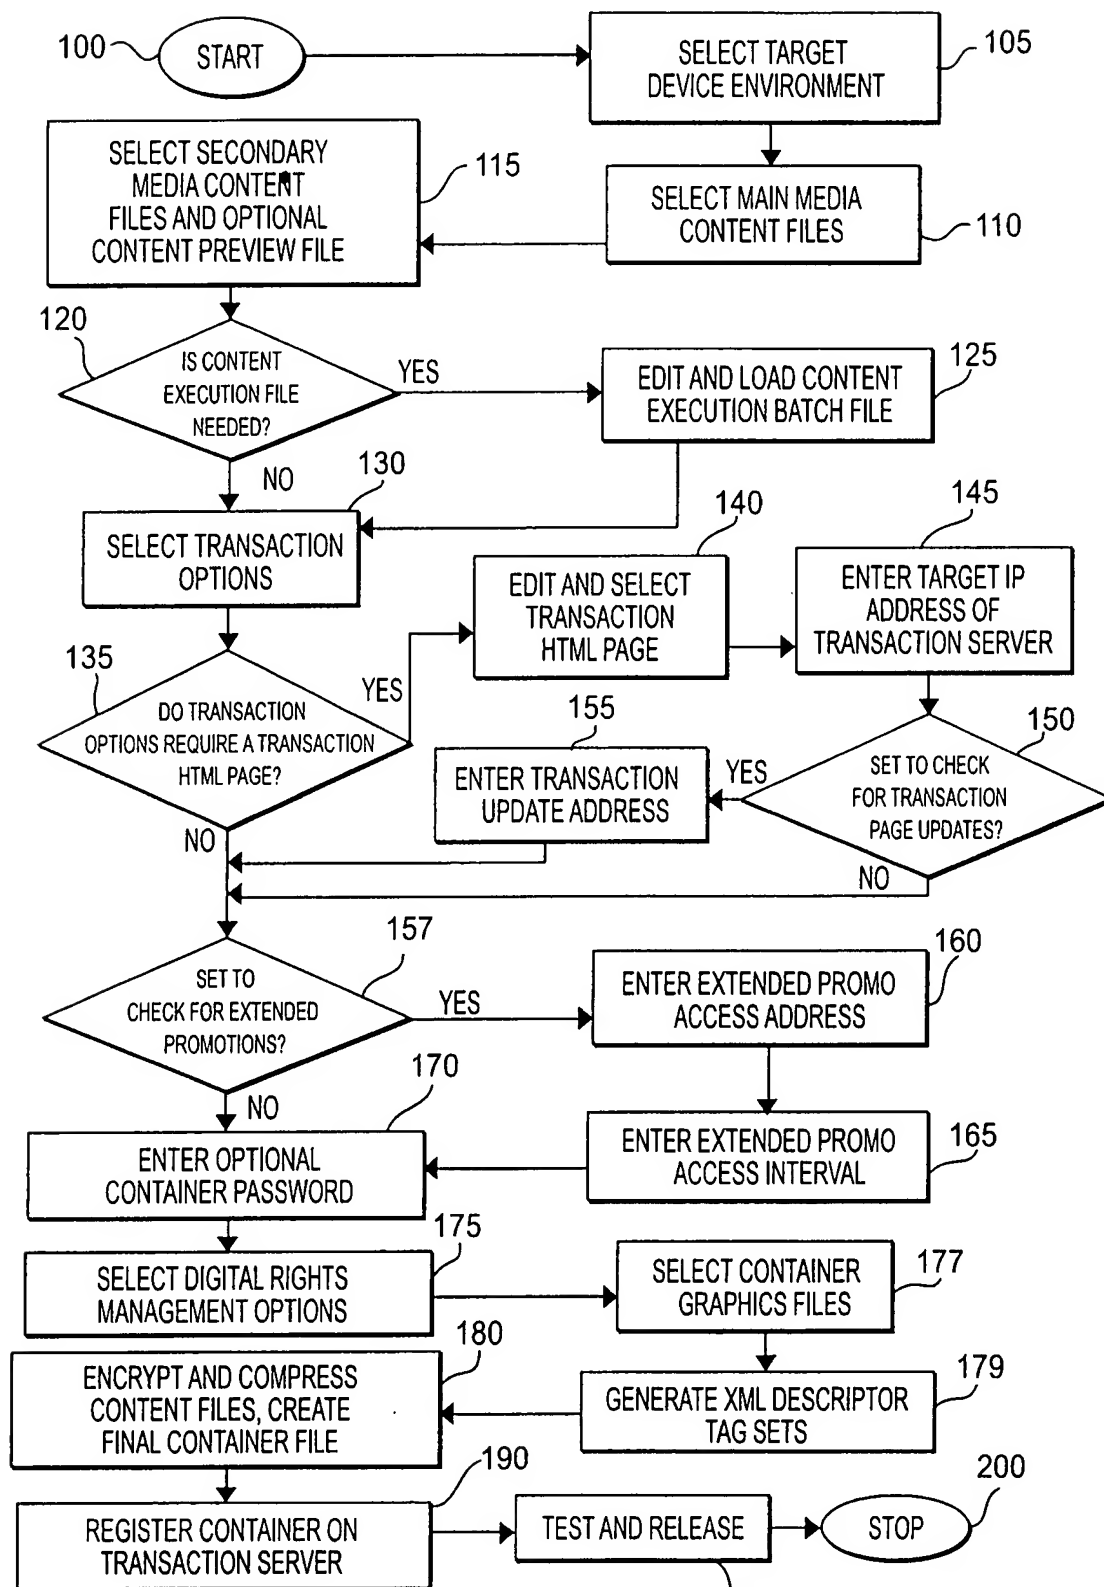 100
START
SELECT TARGET
DEVICE ENVIRONMENT
105
SELECT MAIN MEDIA
CONTENT FILES
110
SELECT SECONDARY
MEDIA CONTENT
FILES AND OPTIONAL
CONTENT PREVIEW FILE
115
120
IS CONTENT
EXECUTION FILE
NEEDED?
YES
NO
EDIT AND LOAD CONTENT
EXECUTION BATCH FILE
125
130
SELECT TRANSACTION
OPTIONS
135
DO TRANSACTION
OPTIONS REQUIRE A TRANSACTION
HTML PAGE?
YES
NO
140
EDIT AND SELECT
TRANSACTION
HTML PAGE
145
ENTER TARGET IP
ADDRESS OF
TRANSACTION SERVER
150
SET TO CHECK
FOR TRANSACTION
PAGE UPDATES?
YES
NO
155
ENTER TRANSACTION
UPDATE ADDRESS
157
SET TO
CHECK FOR EXTENDED
PROMOTIONS?
YES
NO
160
ENTER EXTENDED PROMO
ACCESS ADDRESS
165
ENTER EXTENDED PROMO
ACCESS INTERVAL
170
ENTER OPTIONAL
CONTAINER PASSWORD
175
SELECT DIGITAL RIGHTS
MANAGEMENT OPTIONS
177
SELECT CONTAINER
GRAPHICS FILES
179
GENERATE XML DESCRIPTOR
TAG SETS
180
ENCRYPT AND COMPRESS
CONTENT FILES, CREATE
FINAL CONTAINER FILE
190
REGISTER CONTAINER ON
TRANSACTION SERVER
TEST AND RELEASE
STOP
200